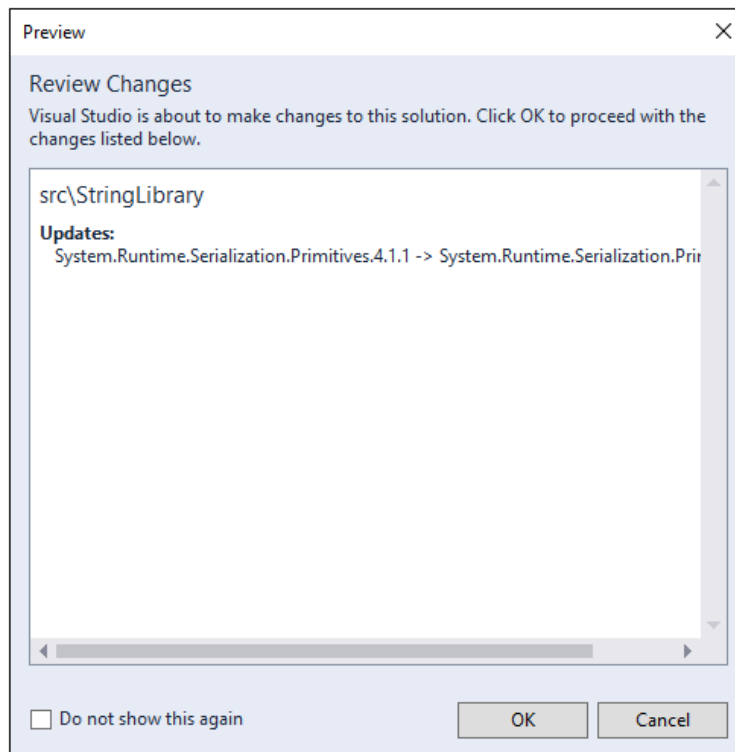 Preview
Review Changes
Visual Studio is about to make changes to this solution. Click OK to proceed with the
changes listed below.
src\StringLibrary
Updates:
System.Runtime.Serialization.Primitives.4.1.1 -> System.Runtime.Serialization.Pri
Do not show this again
OK
Cancel